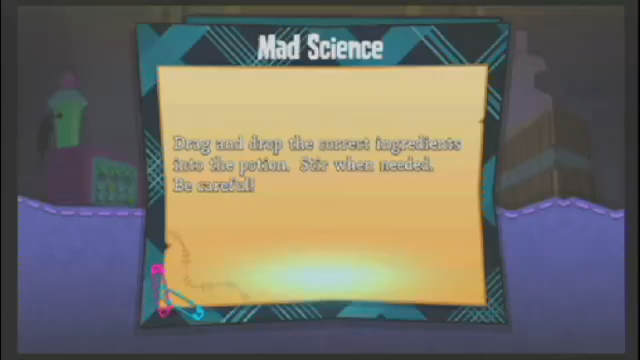 Mad Science
Drag and drop the correct ingredients
into the potion. Stir when needed.
Be careful!